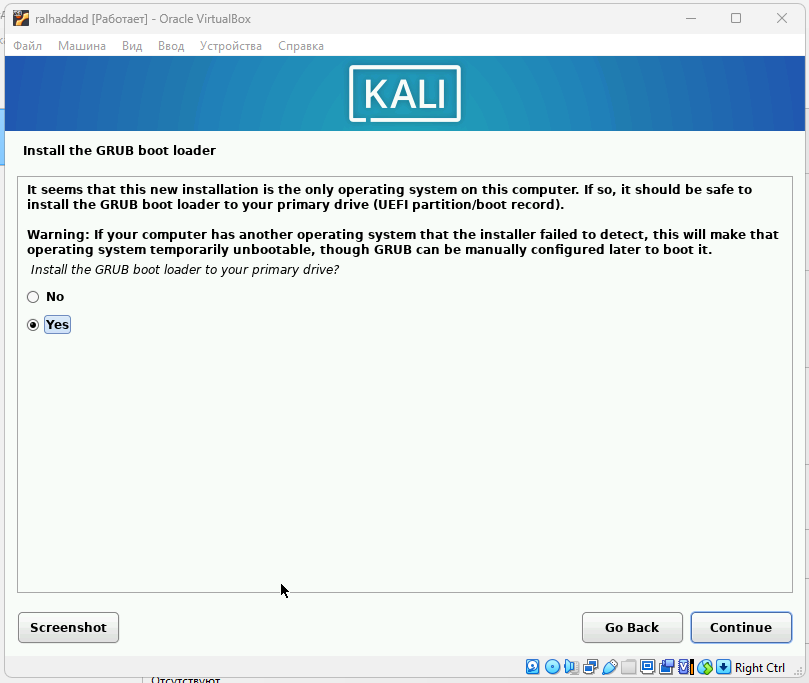 ralhaddad [Работает] - Oracle VirtualBox
Файл Машина Вид Ввод Устройства Справка
KALI
Install the GRUB boot loader
It seems that this new installation is the only operating system on this computer. If so, it should be safe to
install the GRUB boot loader to your primary drive (UEFI partition/boot record).
Warning: If your computer has another operating system that the installer failed to detect, this will make that
operating system temporarily unbootable, though GRUB can be manually configured later to boot it.
Install the GRUB boot loader to your primary drive?
No
Yes
Screenshot Go Back Continue
Right Ctrl
Отсутствуют